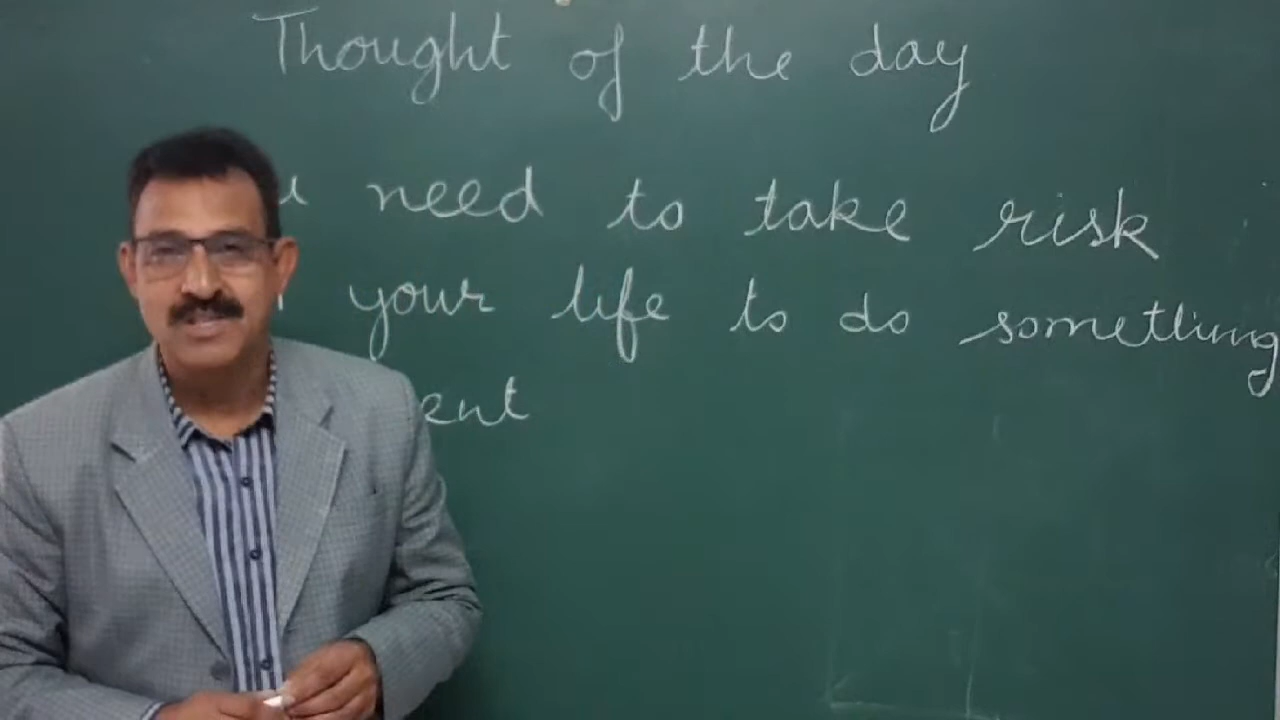 Thought of the day
need to take risk
your life to do something